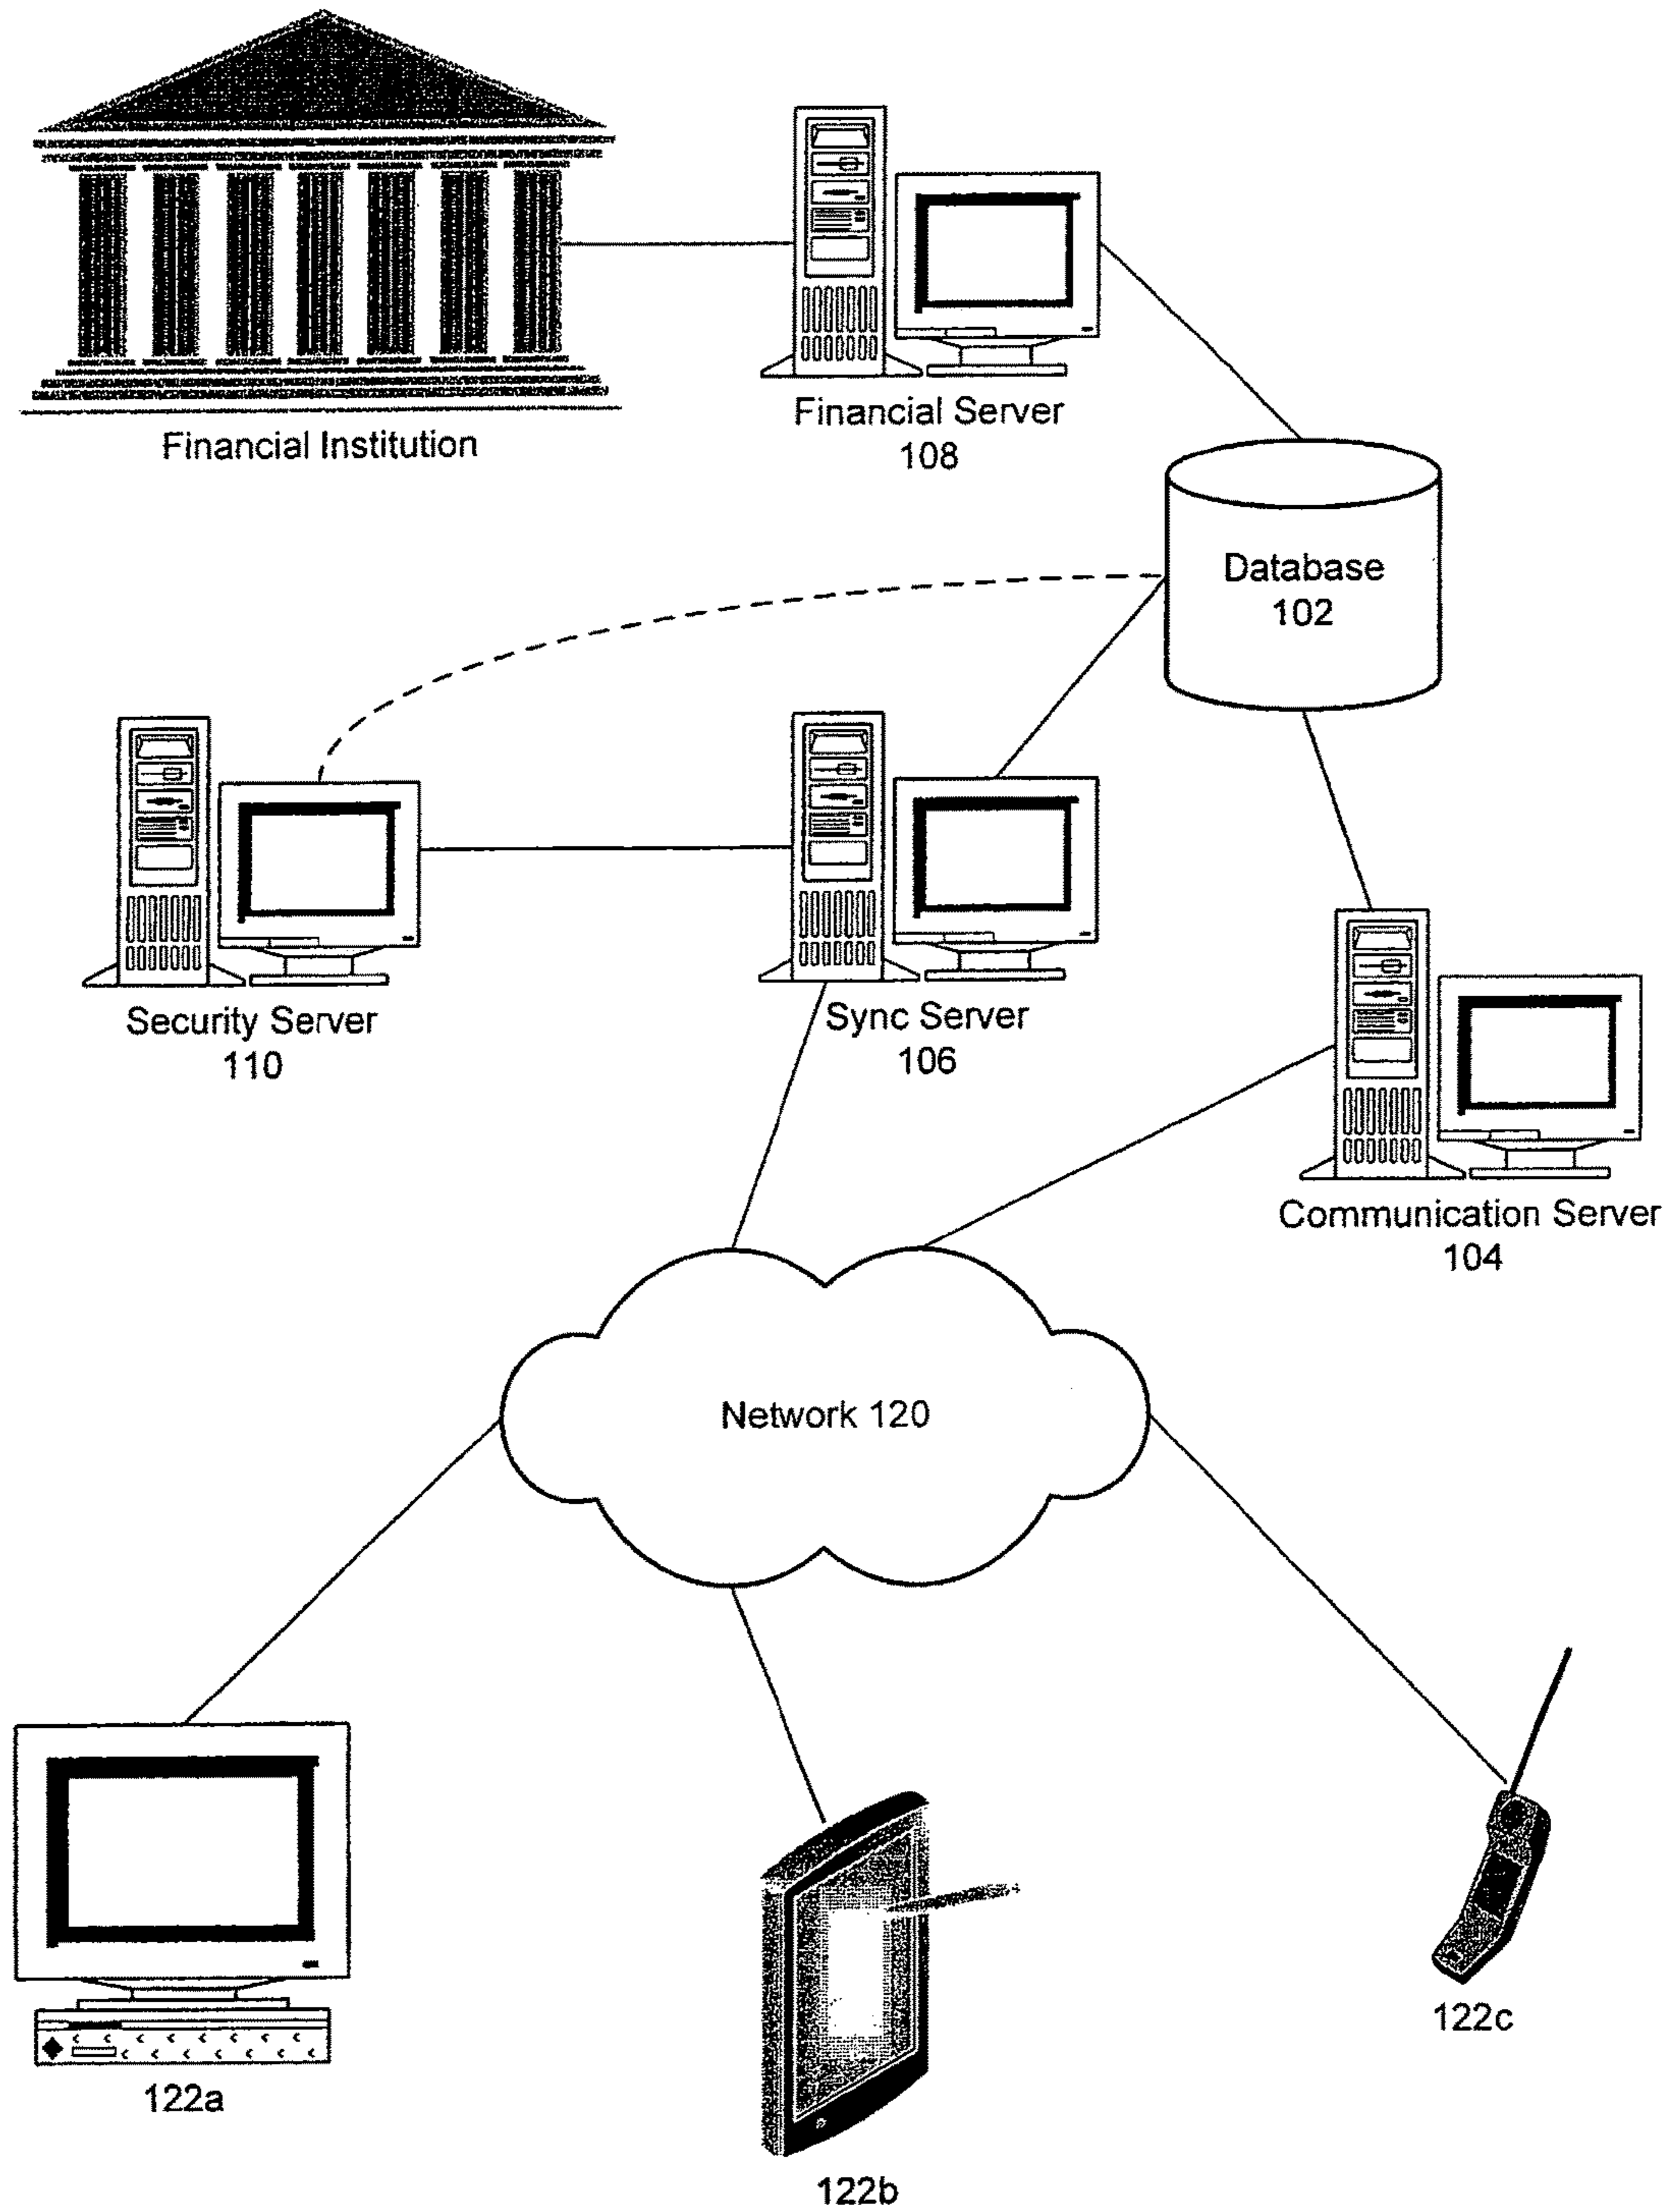 Financial Institution
Financial Server
108
Database
102
Security Server
110
Sync Server
106
Communication Server
104
Network 120
122a
122b
122c